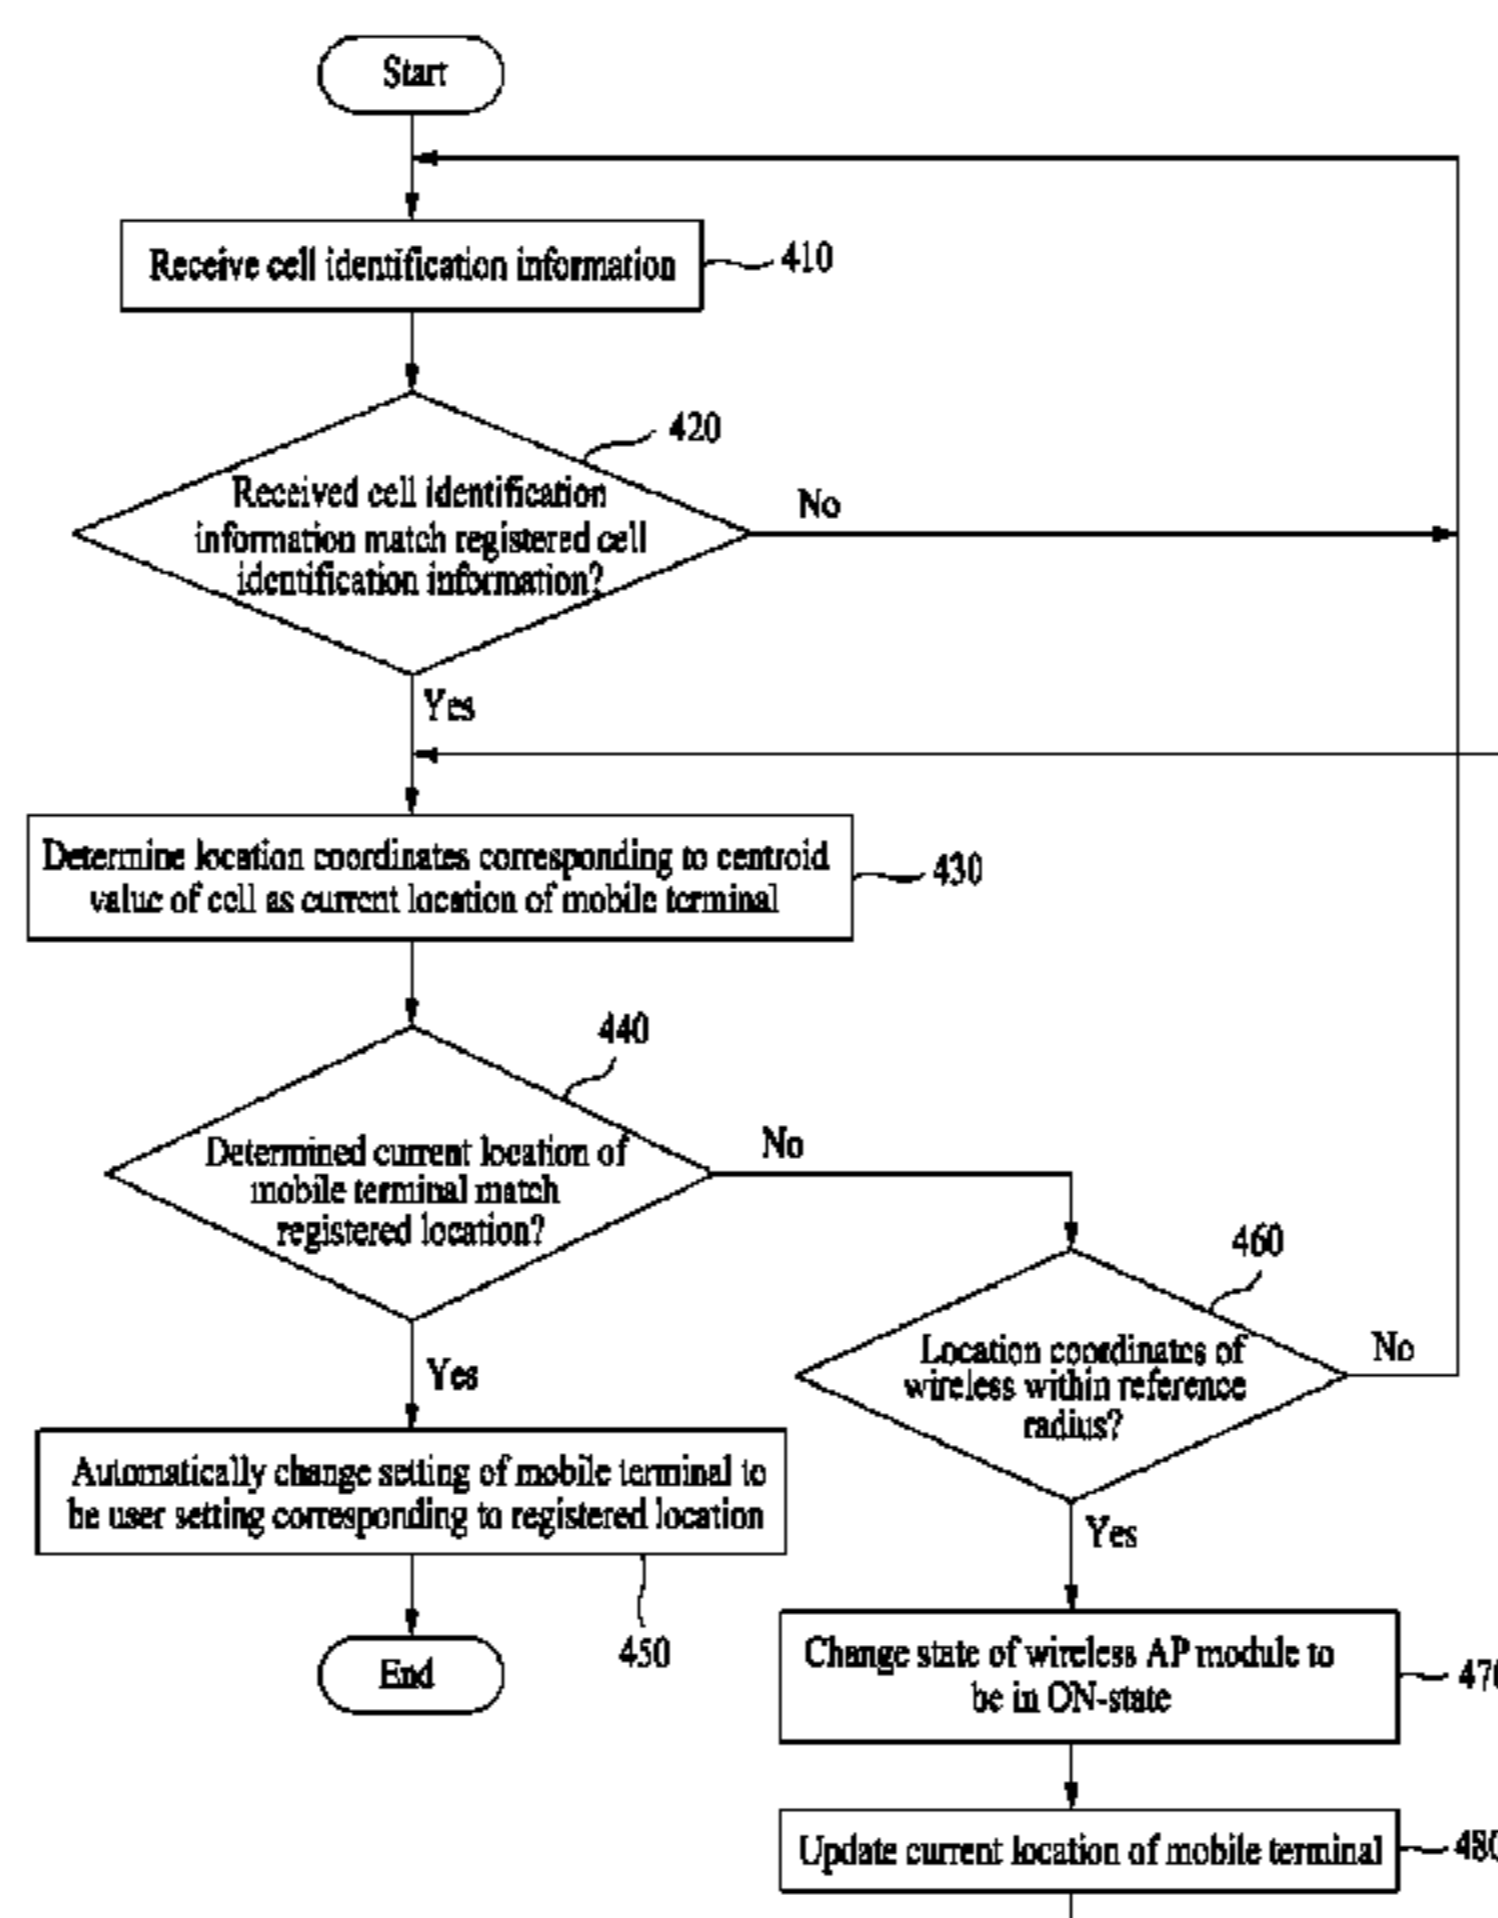 Start
Receive cell identification information
410
420
Received cell identification
information match registered cell
identification information?
No
Yes
Determine location coordinates corresponding to centroid
value of cell as current location of mobile terminal
430
440
Determined current location of
mobile terminal match
registered location?
No
460
Location coordinates of
wireless within reference
radius?
No
Yes
Automatically change setting of mobile terminal to
be user setting corresponding to registered location
450
End
Yes
Change state of wireless AP module to
be in ON-state
470
Update current location of mobile terminal
480